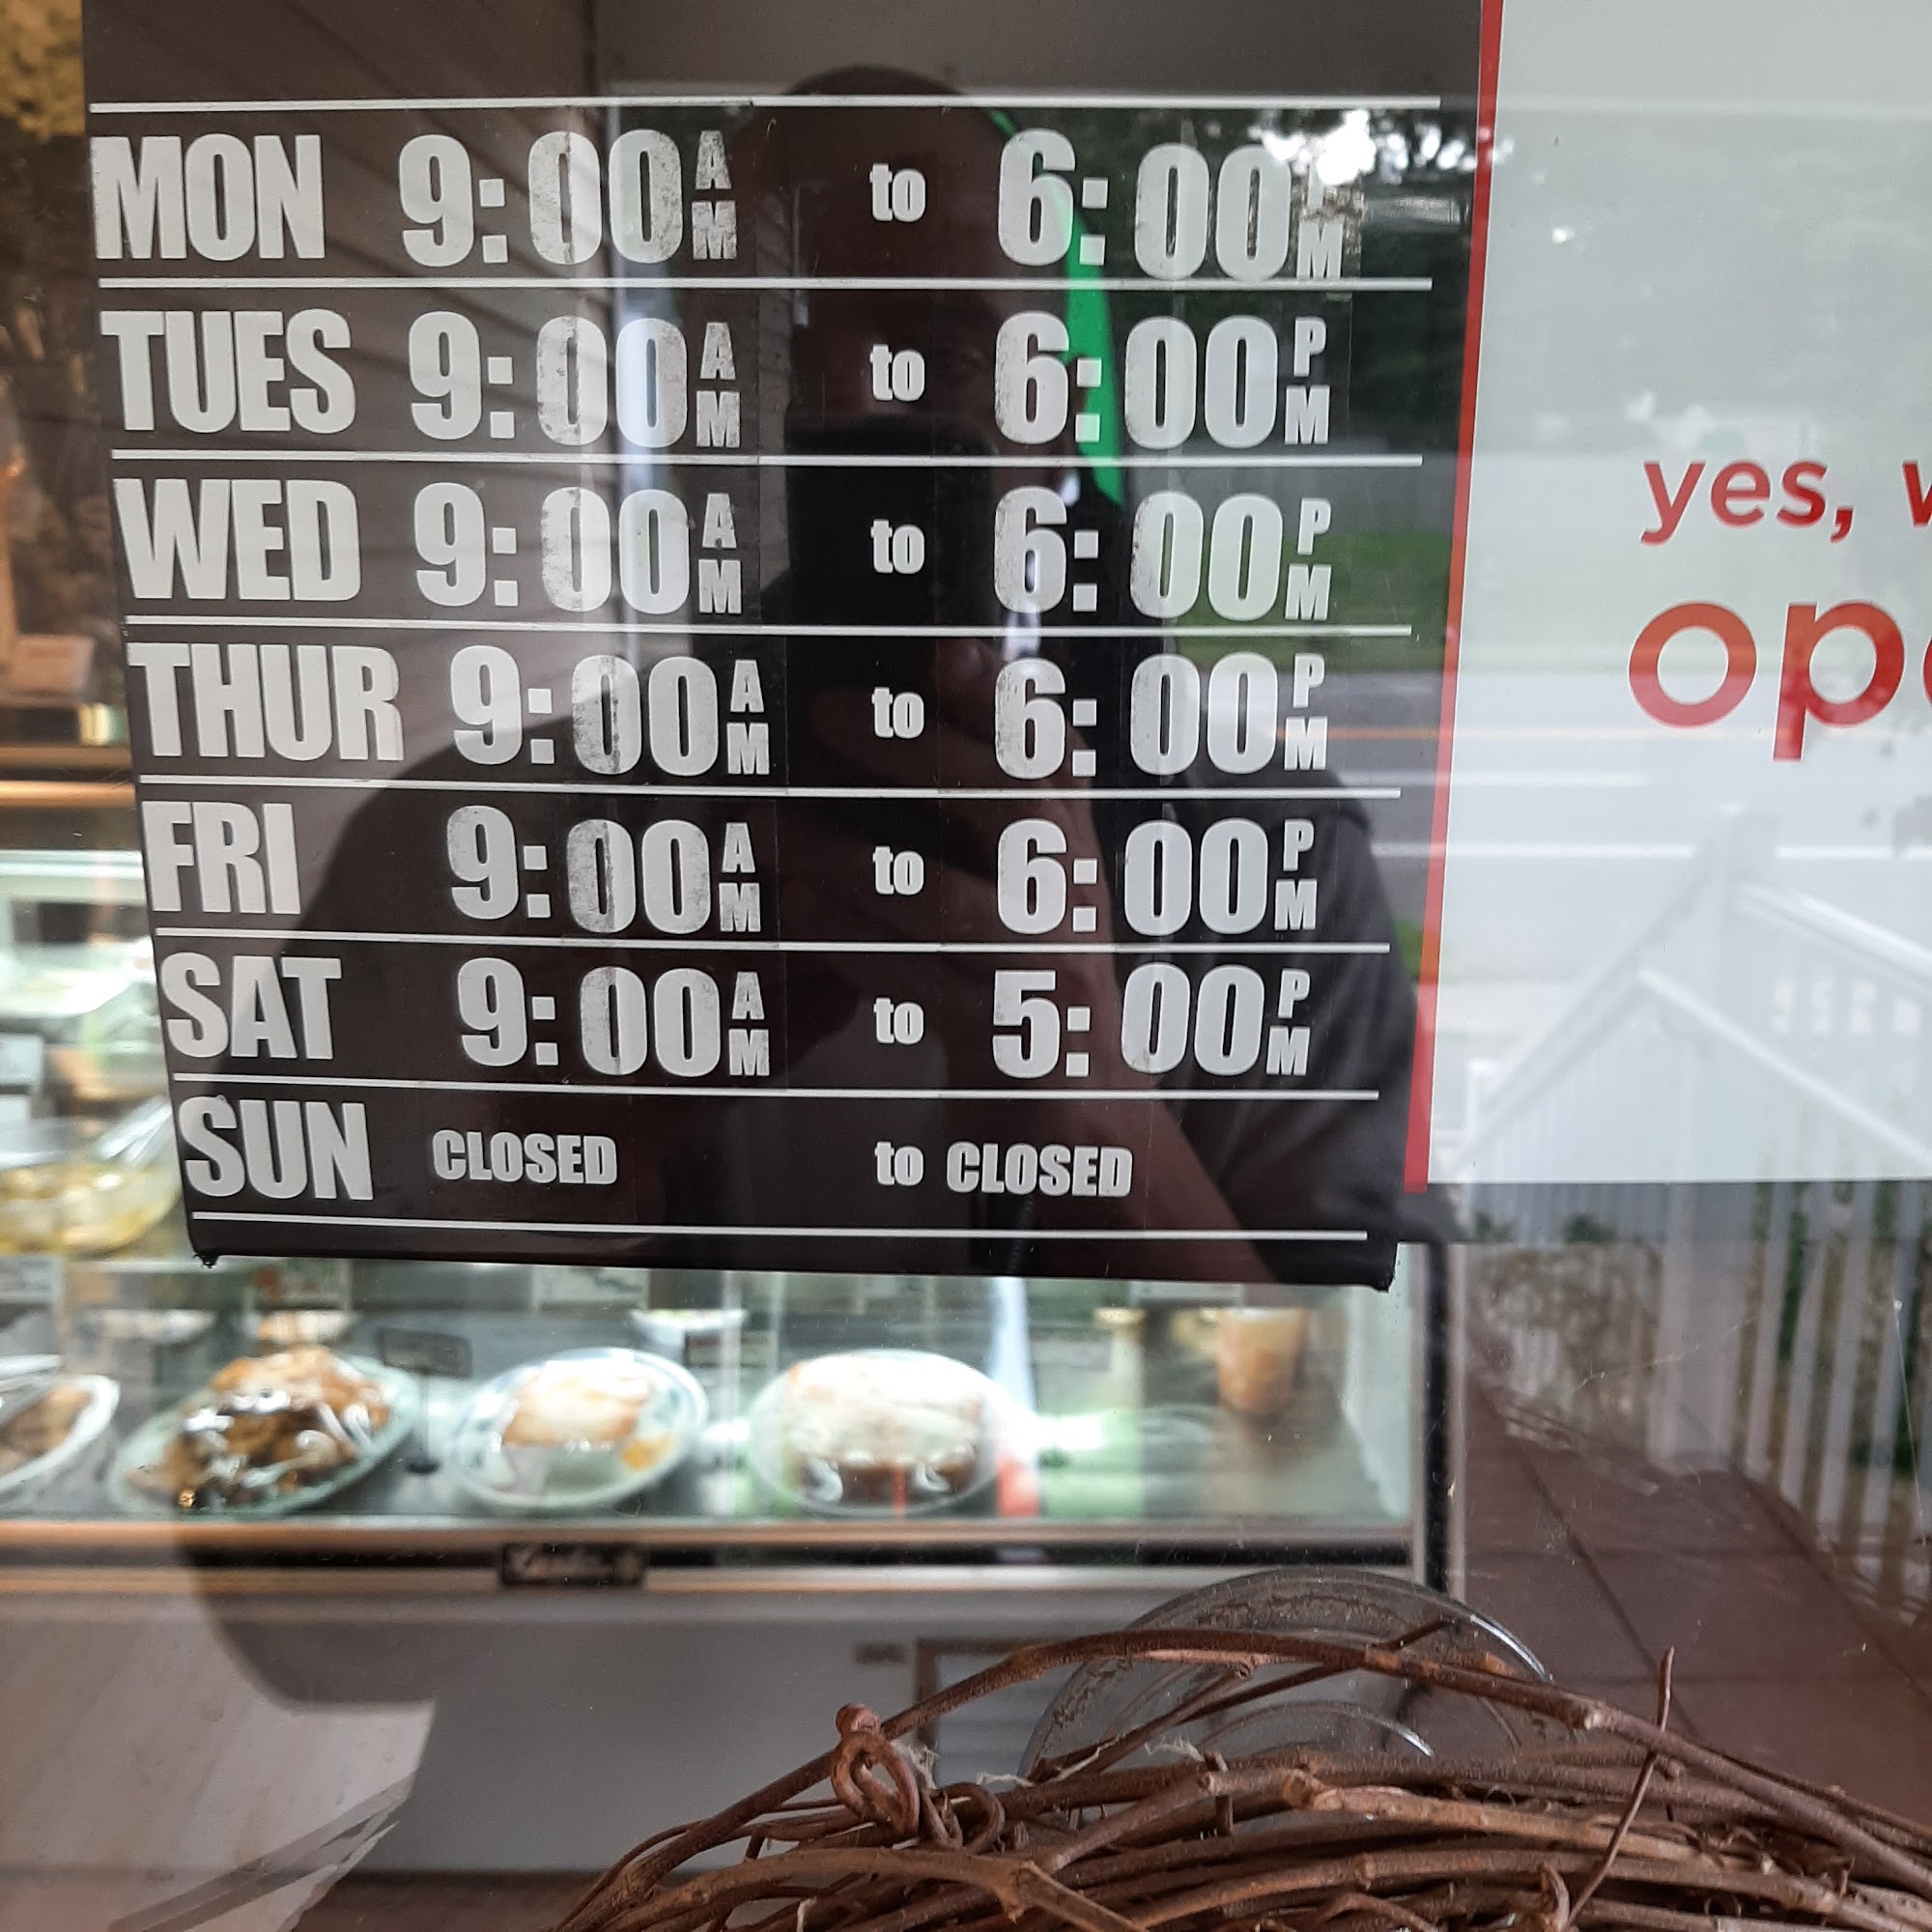 MON 9:00 AM to 6:00 PM
TUES 9:00 AM to 6:00 PM
WED 9:00 AM to 6:00 PM
THUR 9:00 AM to 6:00 PM
FRI 9:00 AM to 6:00 PM
SAT 9:00 AM to 5:00 PM
SUN CLOSED to CLOSED
yes,